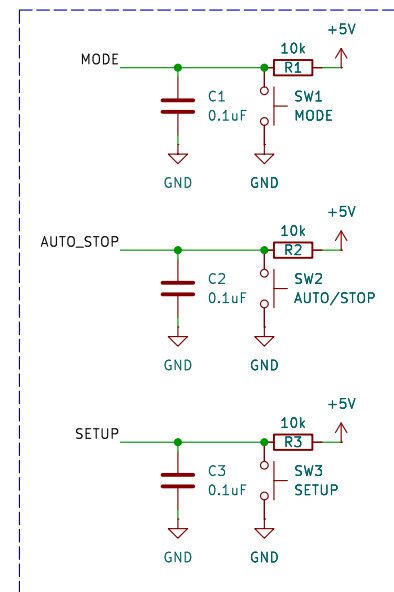 +5V
10k
MODE
R1
C1
0.1uF
SW1
MODE
GND
GND
+5V
10k
AUTO_STOP
R2
C2
0.1uF
SW2
AUTO/STOP
GND
GND
+5V
10k
SETUP
R3
C3
0.1uF
SW3
SETUP
GND
GND